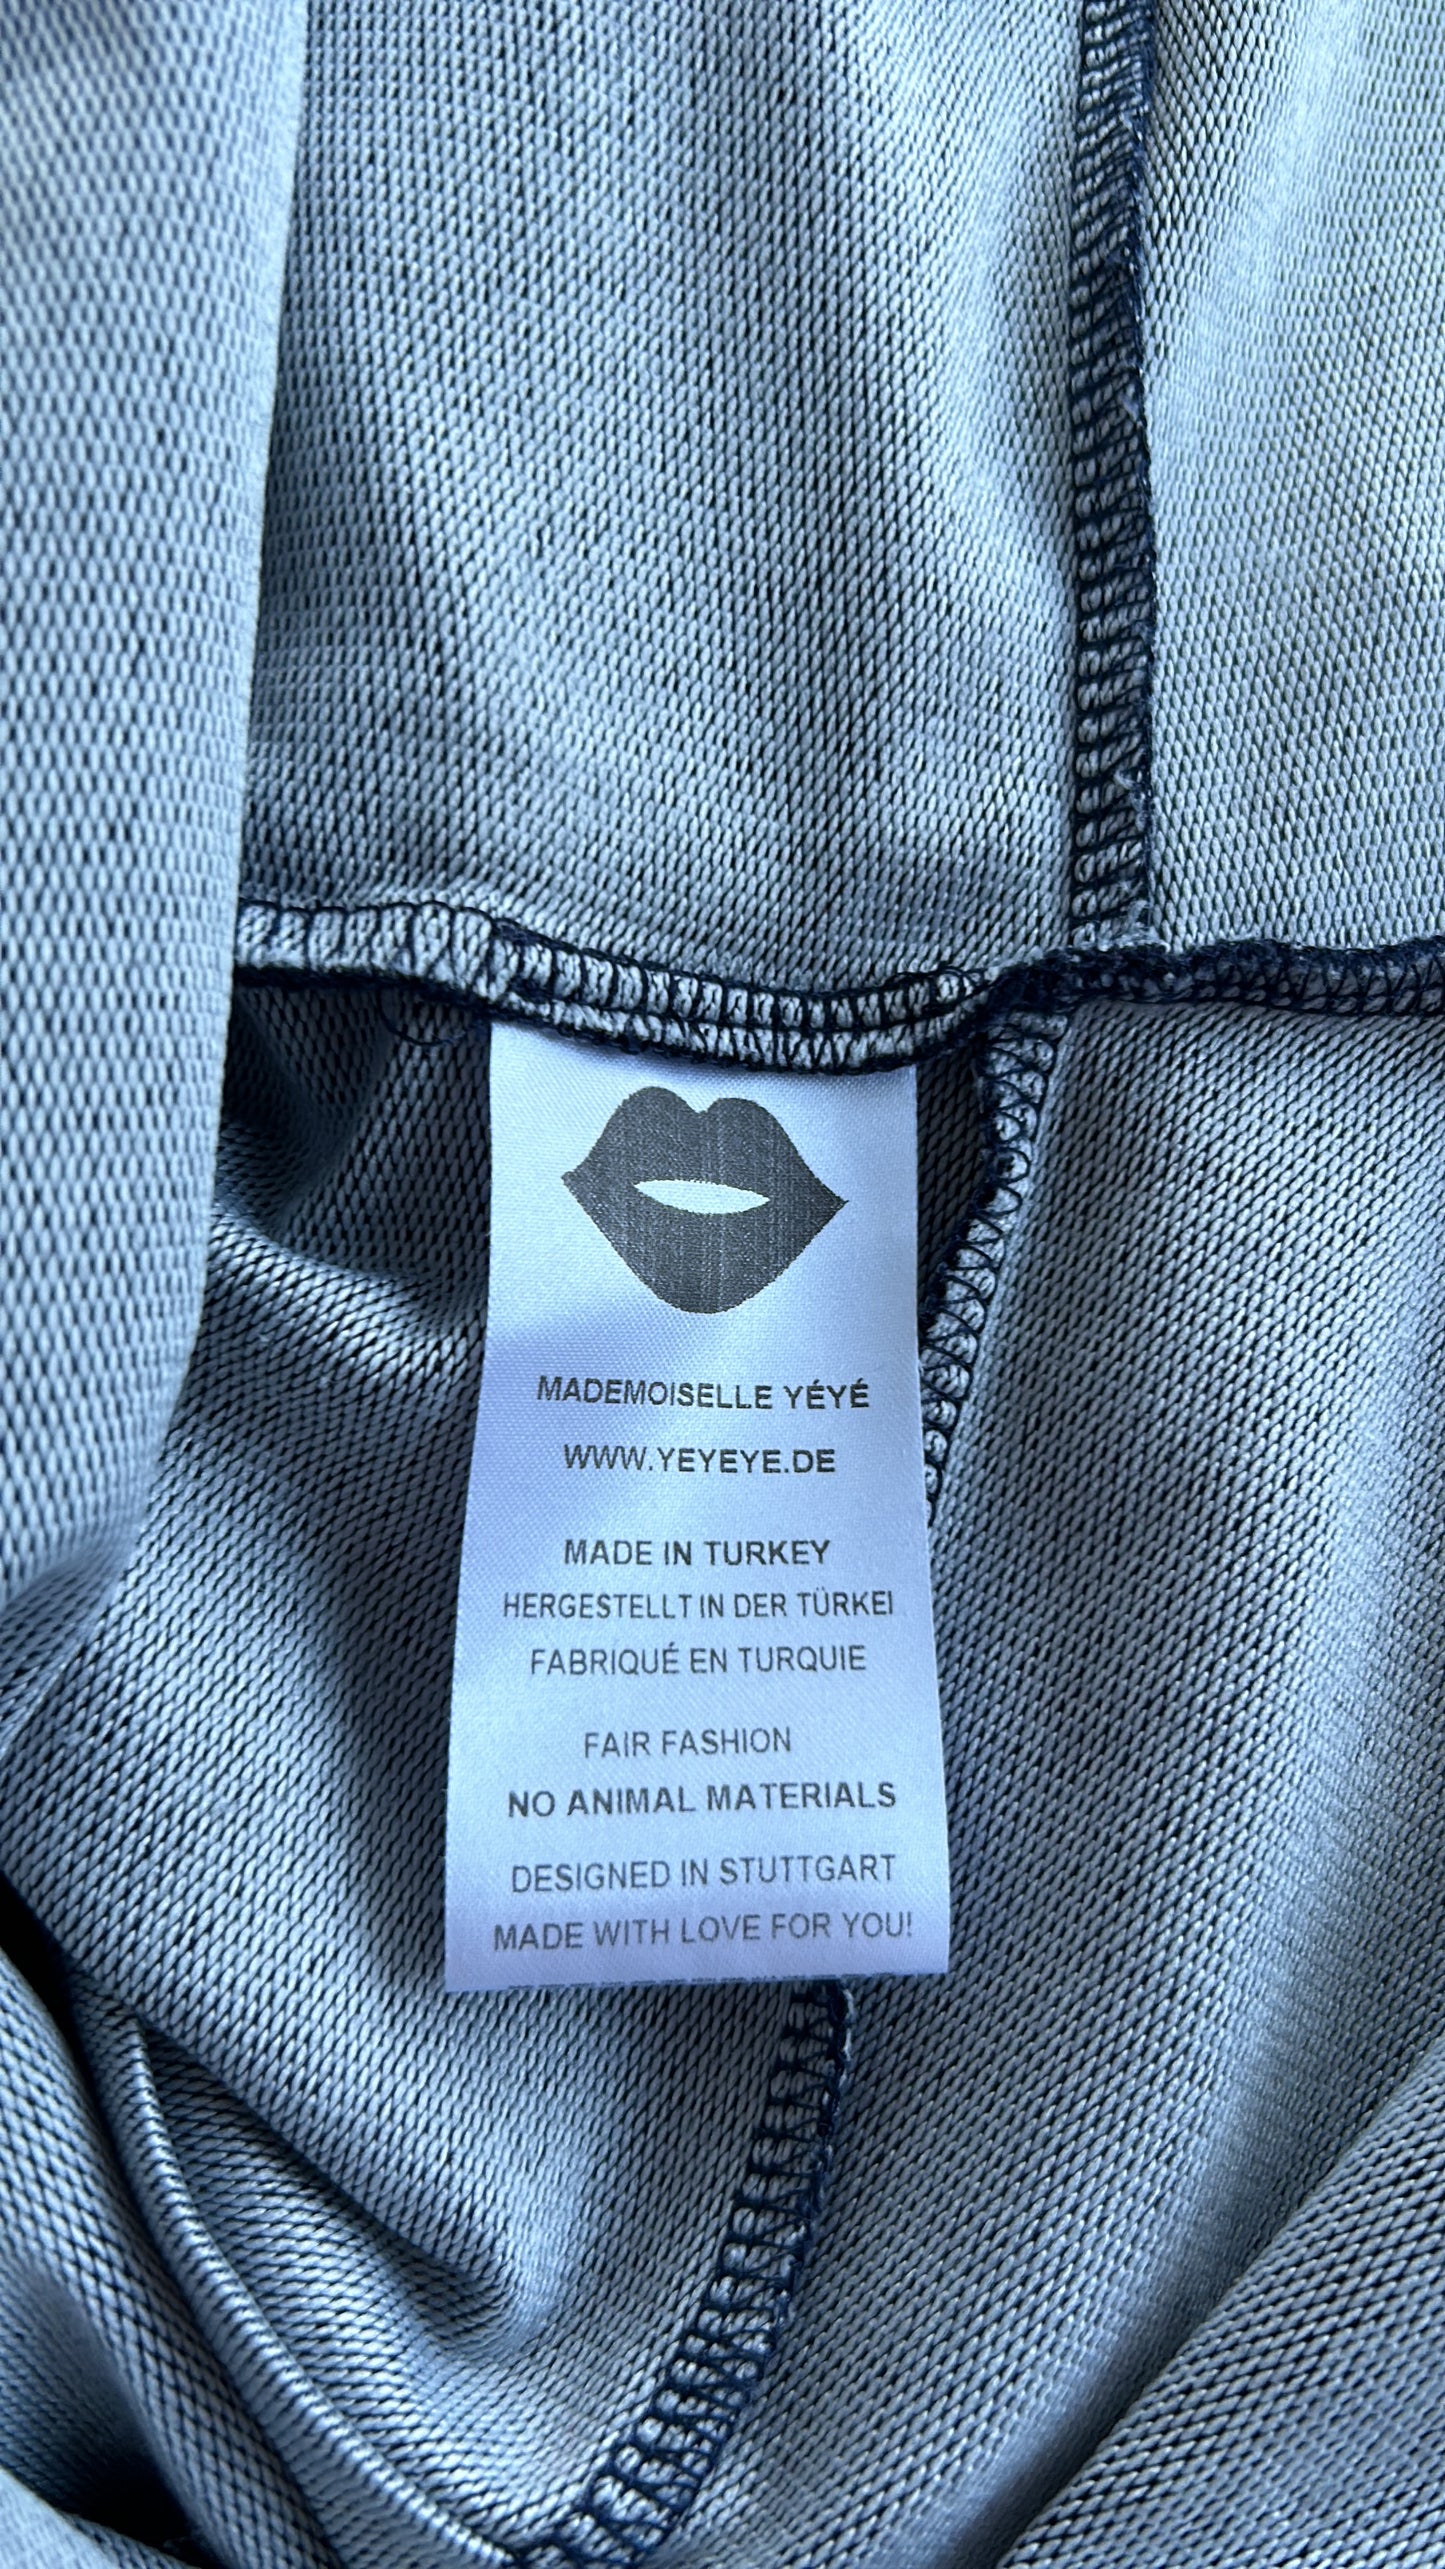 MADEMOISELLE YÉYÉ
WWW.YEYEYE.DE
MADE IN TURKEY
HERGESTELLT IN DER TÜRKEI
FABRIQUÉ EN TURQUIE
FAIR FASHION
NO ANIMAL MATERIALS
DESIGNED IN STUTTGART
MADE WITH LOVE FOR YOU!